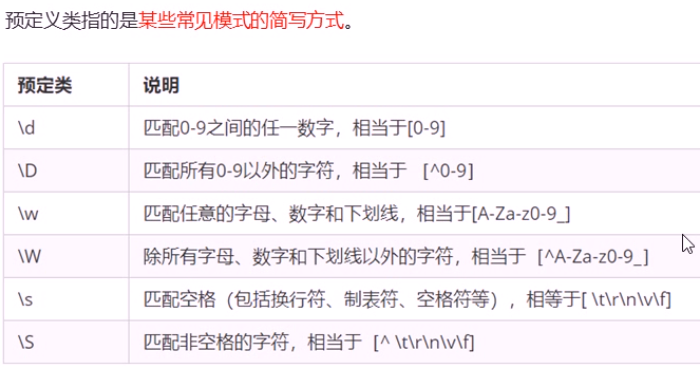 预定义类指的是某些常见模式的简写方式。
预定类 说明
\d 匹配0-9之间的任一数字，相当于[0-9]
\D 匹配所有0-9以外的字符，相当于 [^0-9]
\w 匹配任意的字母、数字和下划线，相当于[A-Za-z0-9_]
\W 除所有字母、数字和下划线以外的字符，相当于 [^A-Za-z0-9_]
\s 匹配空格（包括换行符、制表符、空格符等），相等于[ \t\r\n\v\f]
\S 匹配非空格的字符，相当于 [^ \t\r\n\v\f]